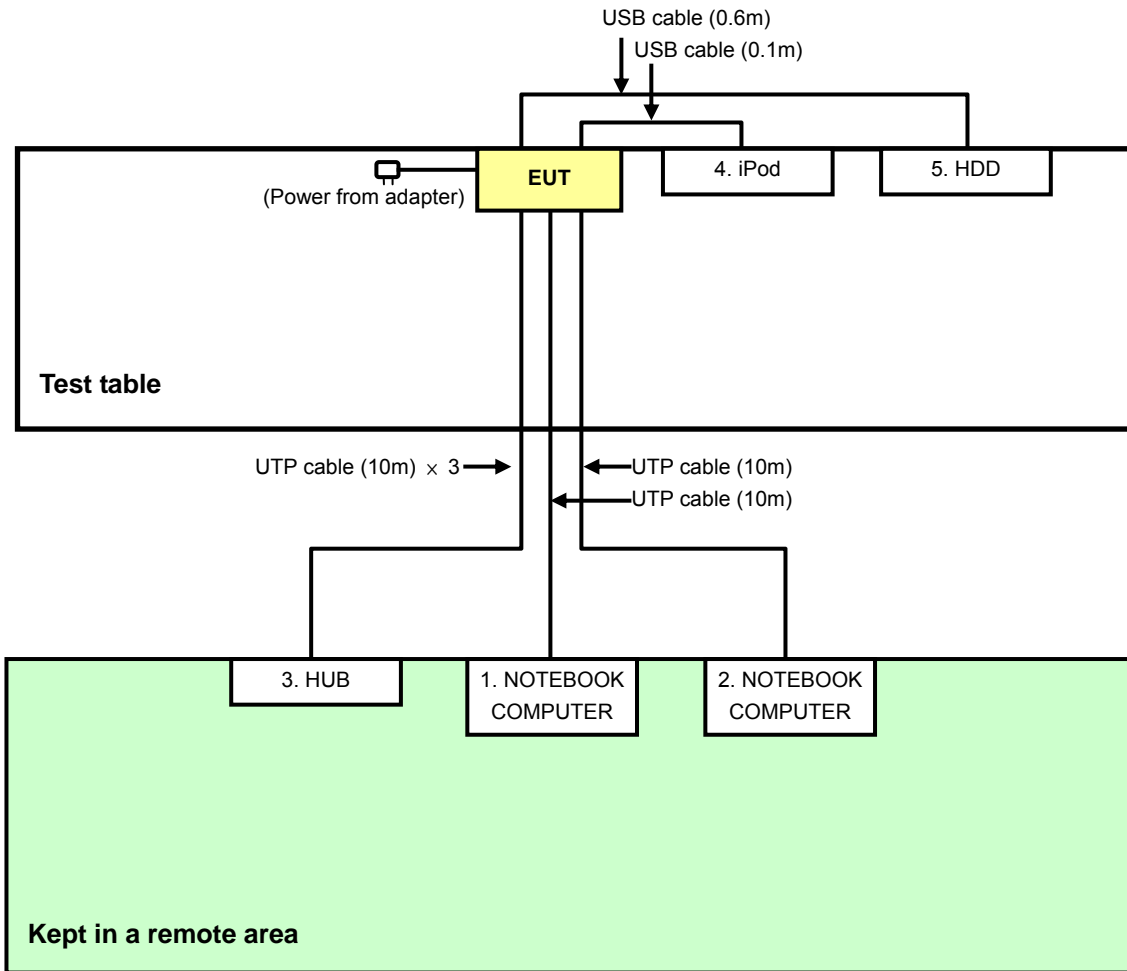 USB cable (0.6m)
USB cable (0.1m)
EUT
4. iPod
5. HDD
(Power from adapter)
Test table
UTP cable (10m) × 3
UTP cable (10m)
UTP cable (10m)
3. HUB
1. NOTEBOOK
COMPUTER
2. NOTEBOOK
COMPUTER
Kept in a remote area